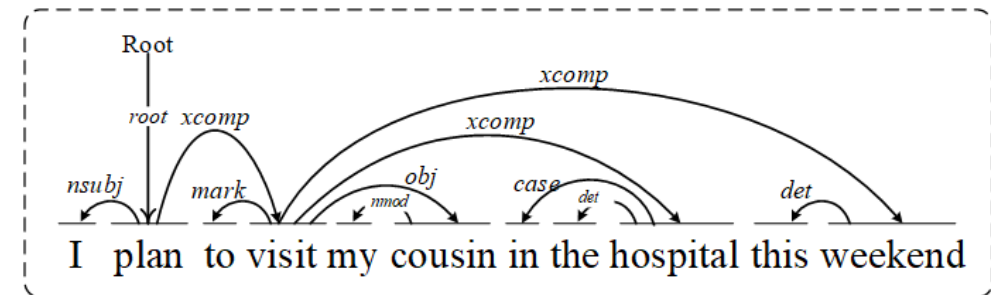 Root
xcomp
root xcomp
xcomp
nsubj mark obj case det det
nmod
I plan to visit my cousin in the hospital this weekend